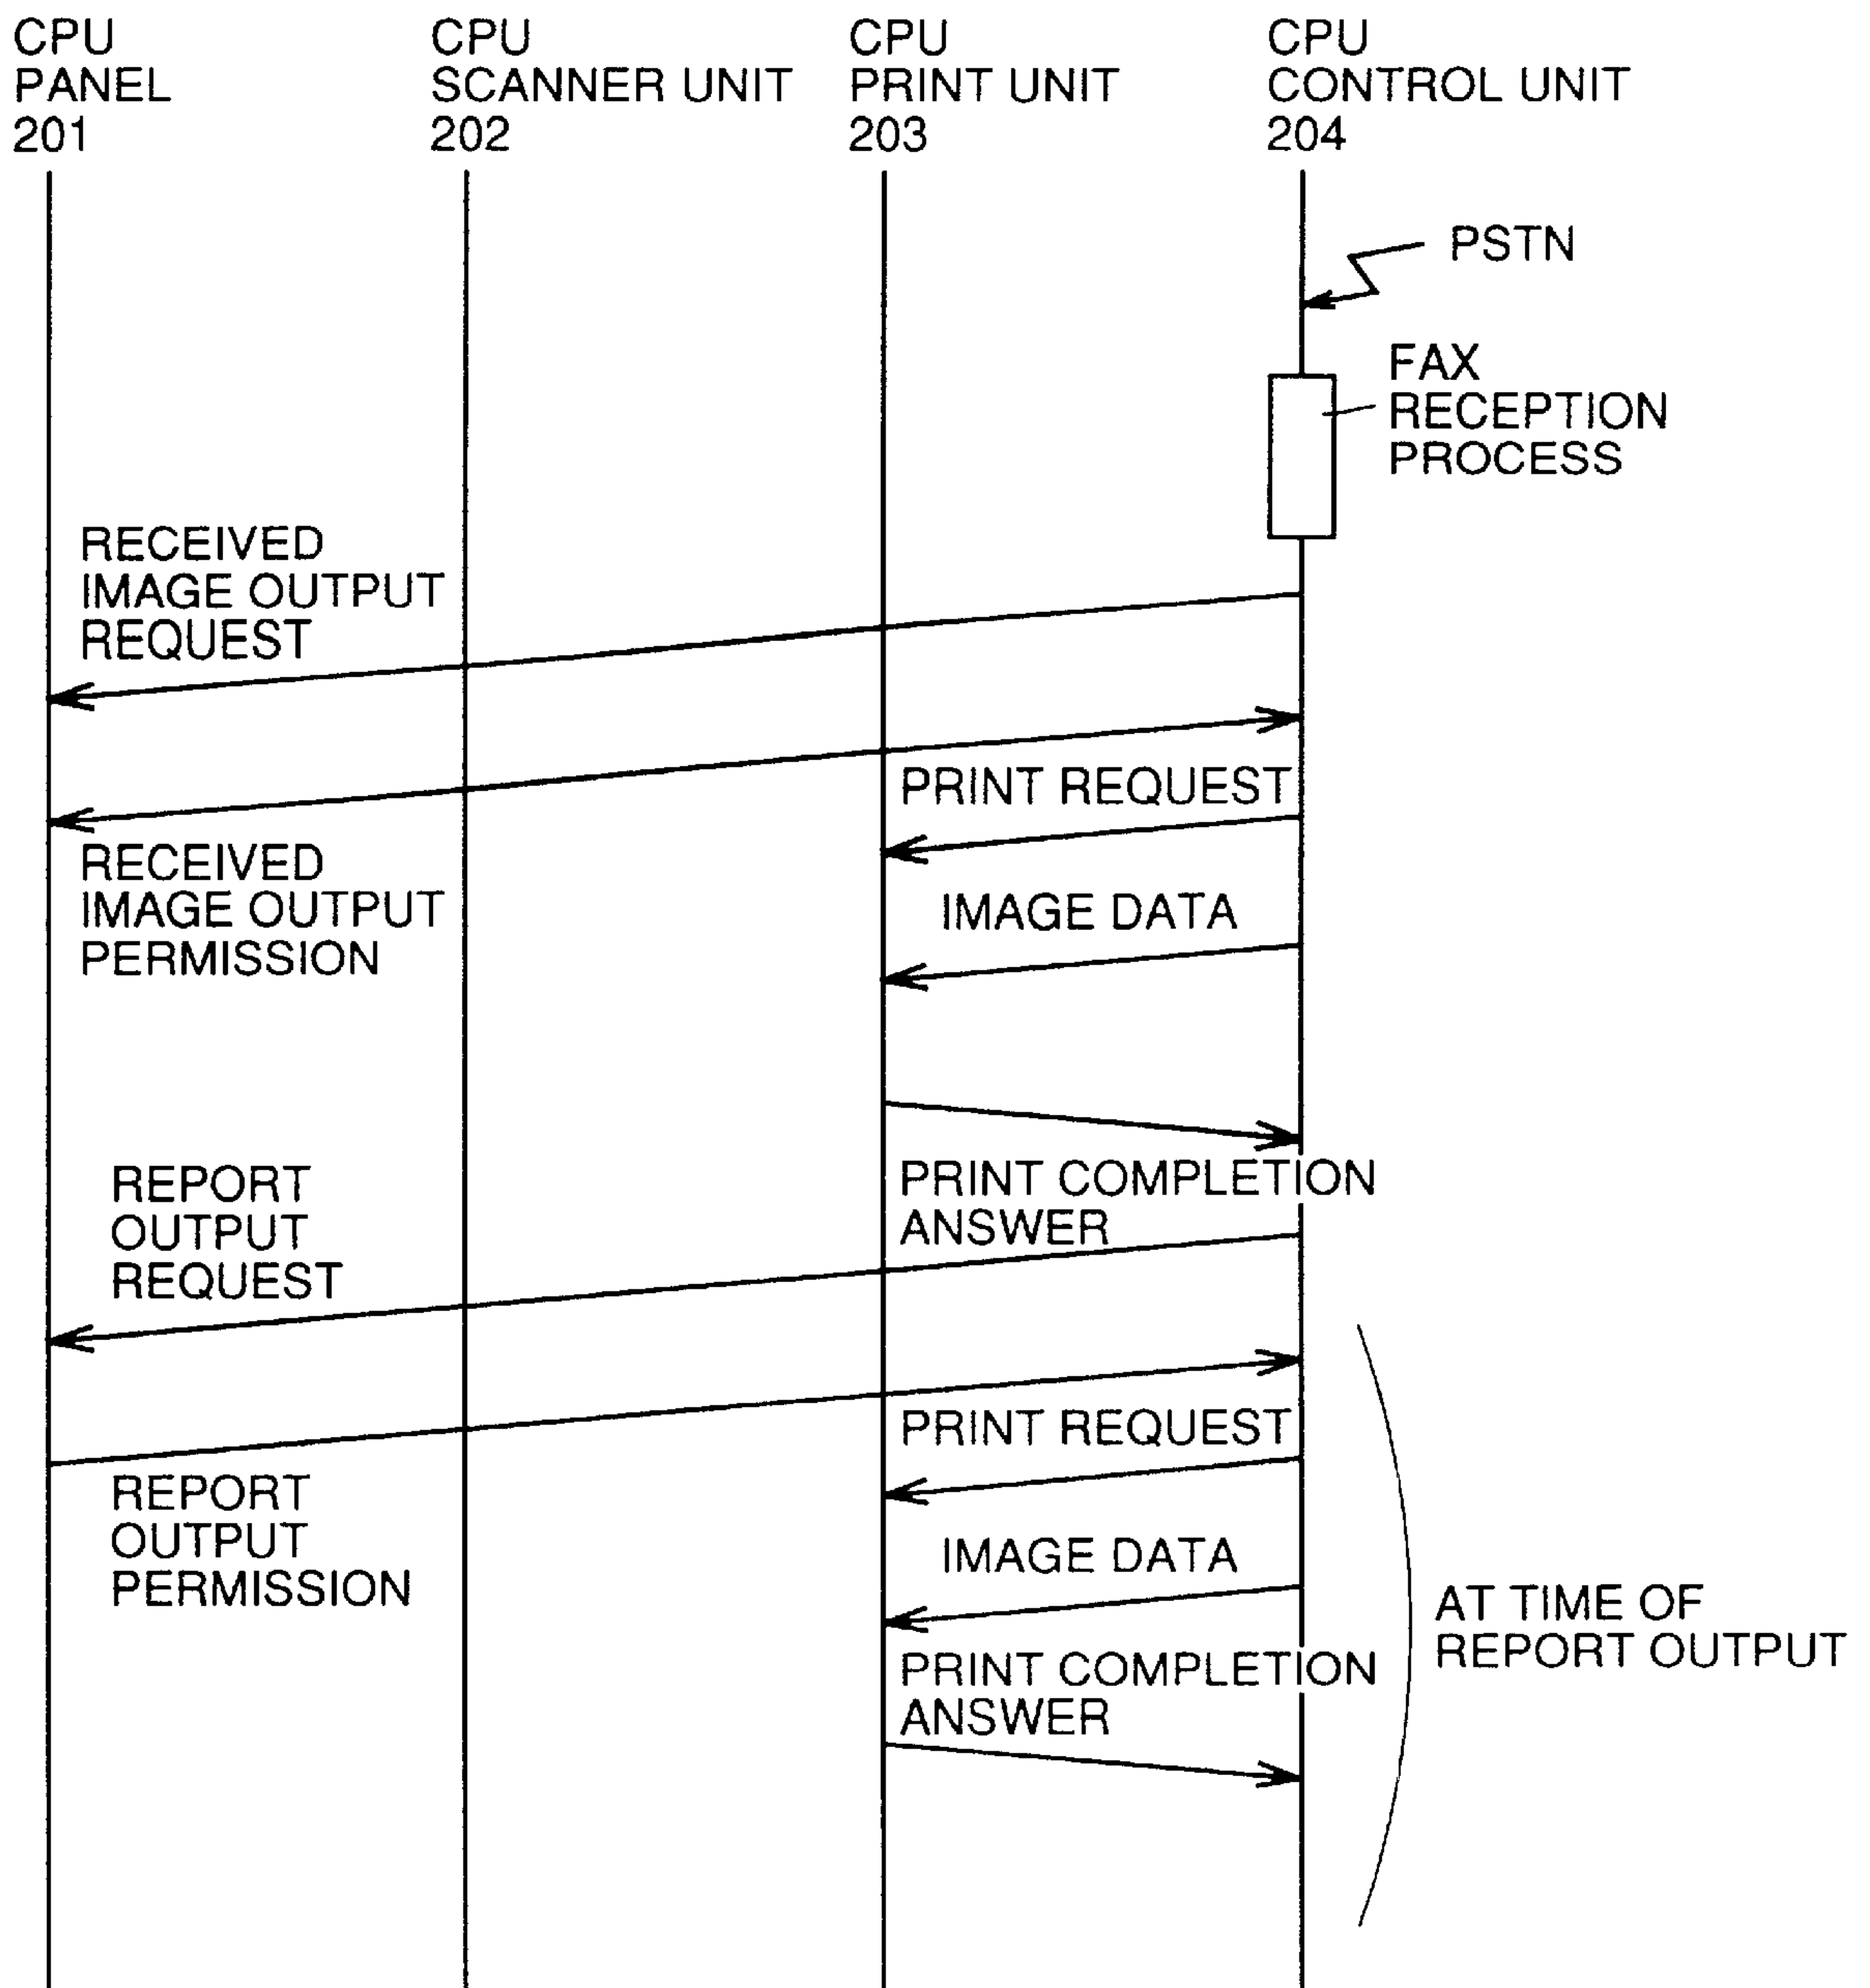 CPU
PANEL
201
CPU
SCANNER UNIT
202
CPU
PRINT UNIT
203
CPU
CONTROL UNIT
204
PSTN
FAX
RECEPTION
PROCESS
RECEIVED
IMAGE OUTPUT
REQUEST
PRINT REQUEST
RECEIVED
IMAGE OUTPUT
PERMISSION
IMAGE DATA
PRINT COMPLETION
ANSWER
REPORT
OUTPUT
REQUEST
PRINT REQUEST
REPORT
OUTPUT
PERMISSION
IMAGE DATA
AT TIME OF
REPORT OUTPUT
PRINT COMPLETION
ANSWER